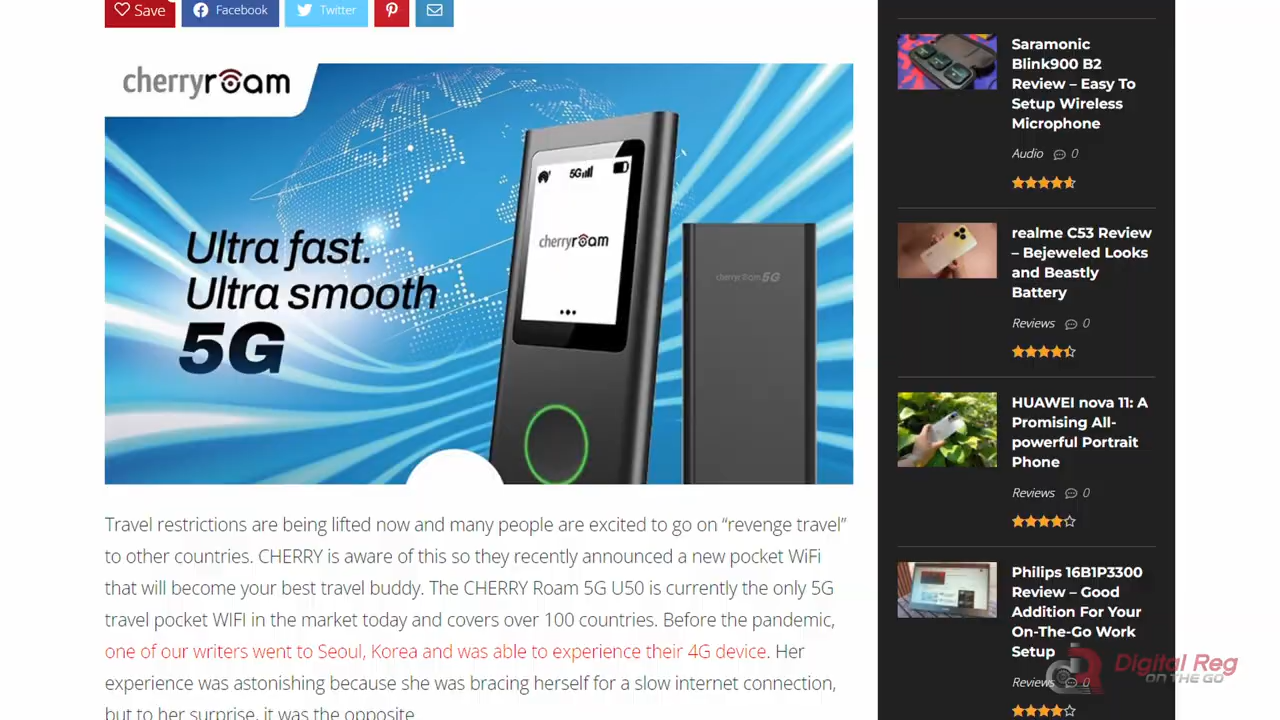 Save
Facebook
Twitter
cherryroam
Ultra fast.
Ultra smooth
5G
5G
cherryroam
cherryroam 5G
Travel restrictions are being lifted now and many people are excited to go on “revenge travel”
to other countries. CHERRY is aware of this so they recently announced a new pocket WiFi
that will become your best travel buddy. The CHERRY Roam 5G U50 is currently the only 5G
travel pocket WIFI in the market today and covers over 100 countries. Before the pandemic,
one of our writers went to Seoul, Korea and was able to experience their 4G device. Her
experience was astonishing because she was bracing herself for a slow internet connection,
but to her surprise, it was the opposite
Saramonic
Blink900 B2
Review – Easy To
Setup Wireless
Microphone
Audio 0
realme C53 Review
– Bejeweled Looks
and Beastly
Battery
Reviews 0
HUAWEI nova 11: A
Promising All-
powerful Portrait
Phone
Reviews 0
Philips 16B1P3300
Review – Good
Addition For Your
On-The-Go Work
Setup
Reviews 0
Digital Reg
ON THE GO